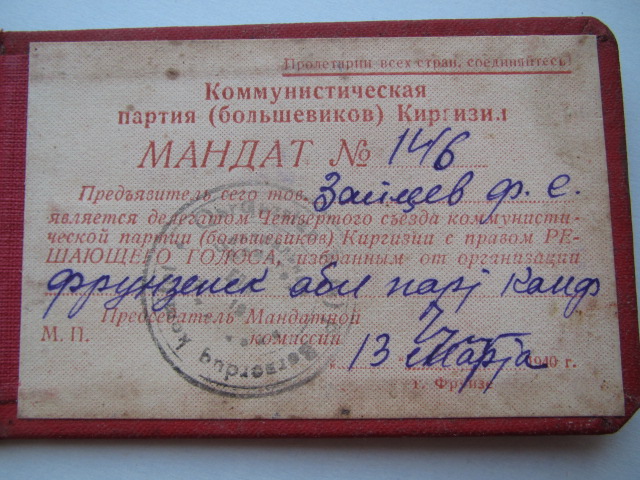 Пролетарии всех стран, соединяйтесь!
Коммунистическая
партия (большевиков) Киргизии
МАНДАТ № 146
Предъявитель сего тов. Зайцев Ф. Е.
является делегатом Четвертого съезда коммунисти-
ческой партии (большевиков) Киргизии с правом РЕ-
ШАЮЩЕГО ГОЛОСА, избранным от организации
Фрунзенск обл парт Конф
Председатель Мандатной
М. П. комиссии
„13“ Марта 1940 г.
г. Фрунзе